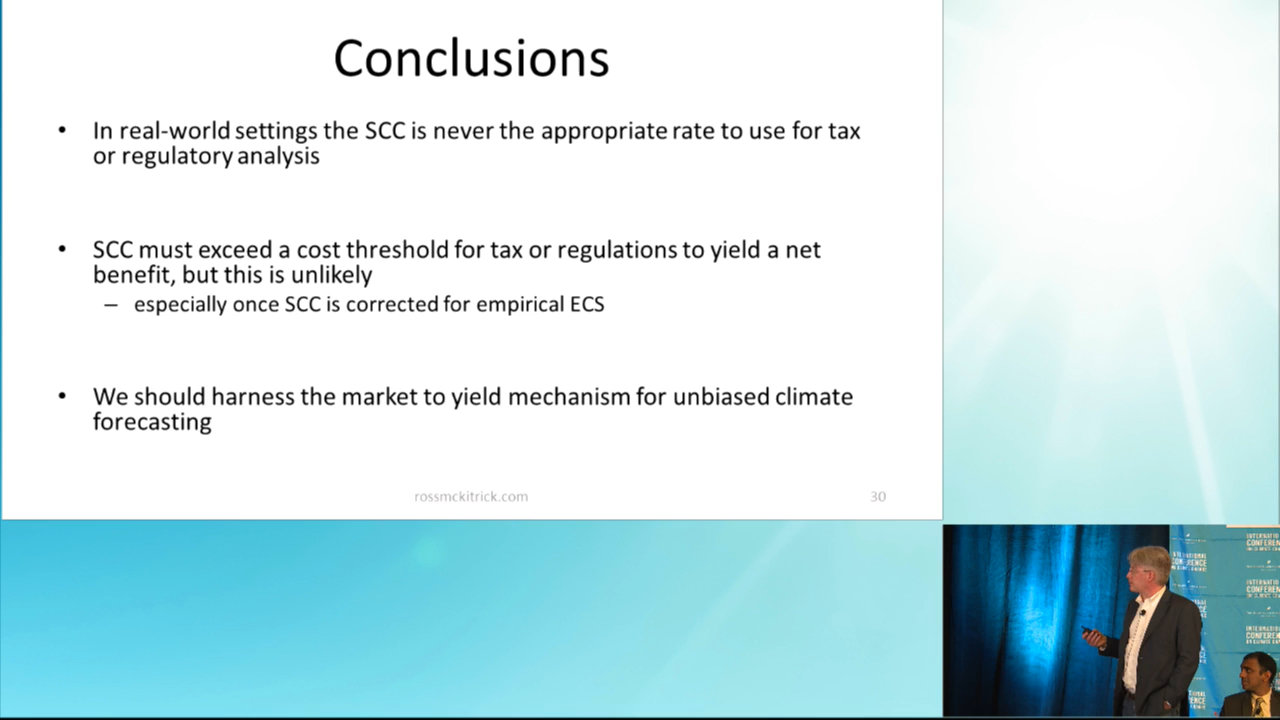 Conclusions
• In real-world settings the SCC is never the appropriate rate to use for tax
or regulatory analysis
• SCC must exceed a cost threshold for tax or regulations to yield a net
benefit, but this is unlikely
– especially once SCC is corrected for empirical ECS
• We should harness the market to yield mechanism for unbiased climate
forecasting
rossmckitrick.com
30